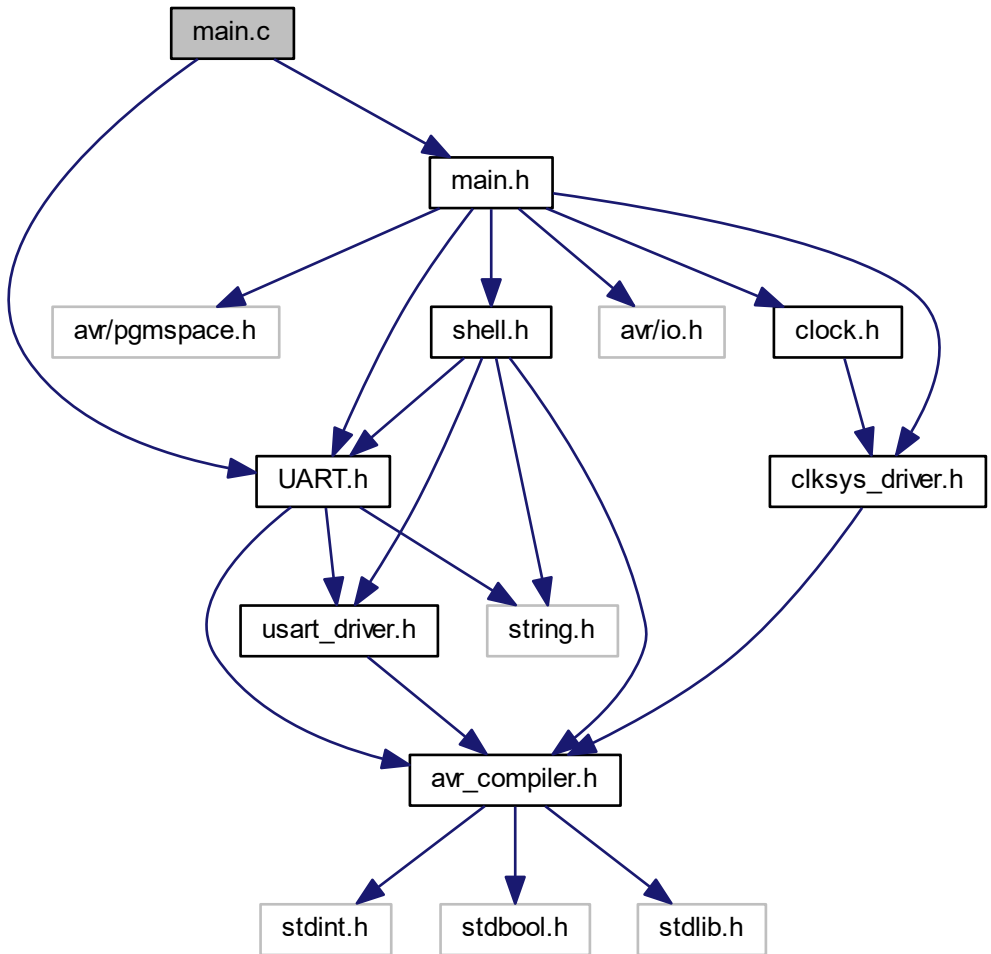 main.c
main.h
avr/pgmspace.h
shell.h
avr/io.h
clock.h
UART.h
clksys_driver.h
usart_driver.h
string.h
avr_compiler.h
stdint.h
stdbool.h
stdlib.h